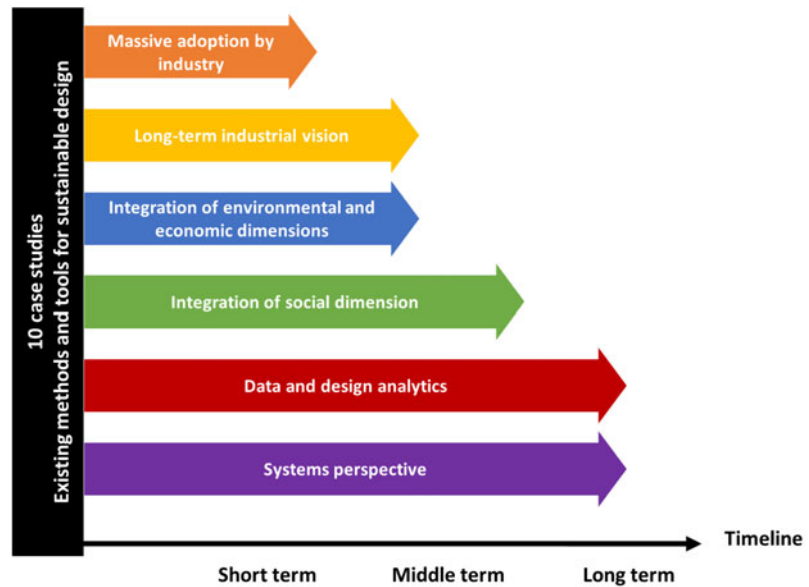 10 case studies
Existing methods and tools for sustainable design
Massive adoption by
industry
Long-term industrial vision
Integration of environmental and
economic dimensions
Integration of social dimension
Data and design analytics
Systems perspective
Timeline
Short term
Middle term
Long term